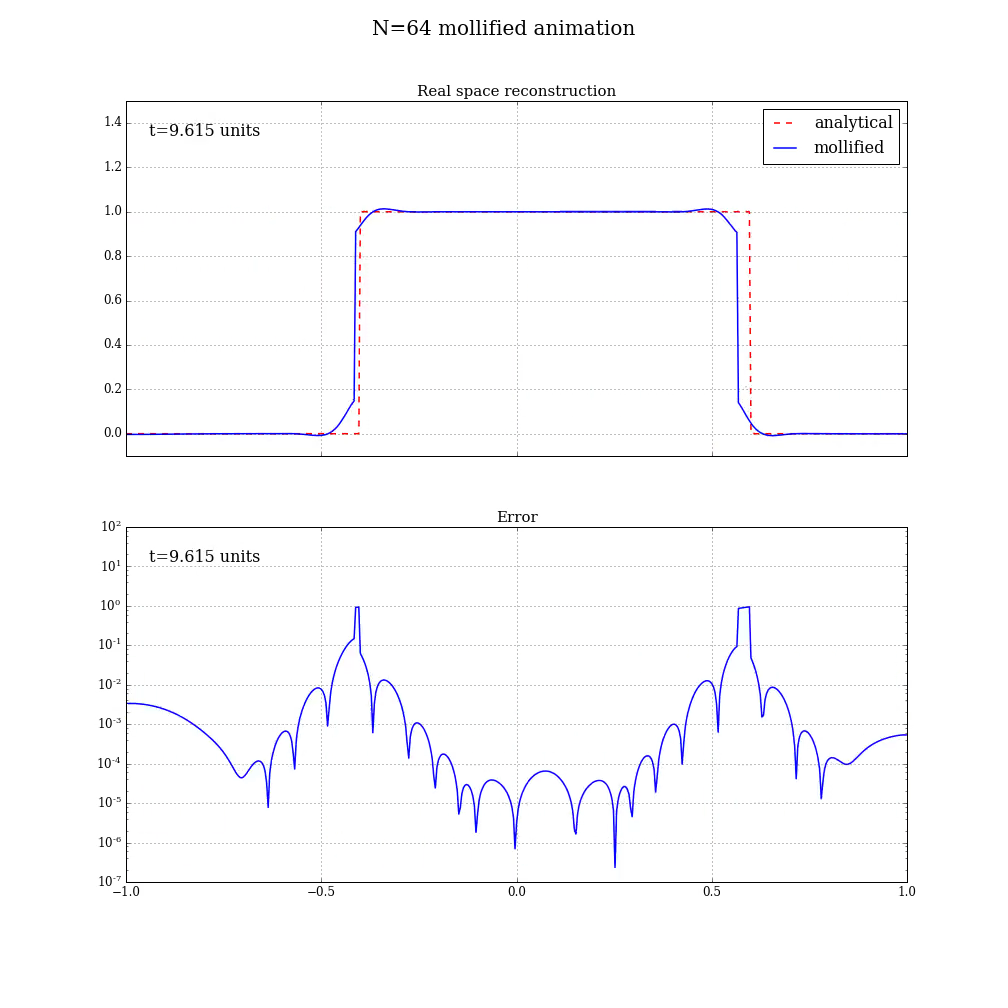 N=64 mollified animation
Real space reconstruction
t=9.615 units
analytical
mollified
1.4
1.2
1.0
0.8
0.6
0.4
0.2
0.0
Error
t=9.615 units
10²
10¹
10⁰
10⁻¹
10⁻²
10⁻³
10⁻⁴
10⁻⁵
10⁻⁶
10⁻⁷
−1.0 −0.5 0.0 0.5 1.0